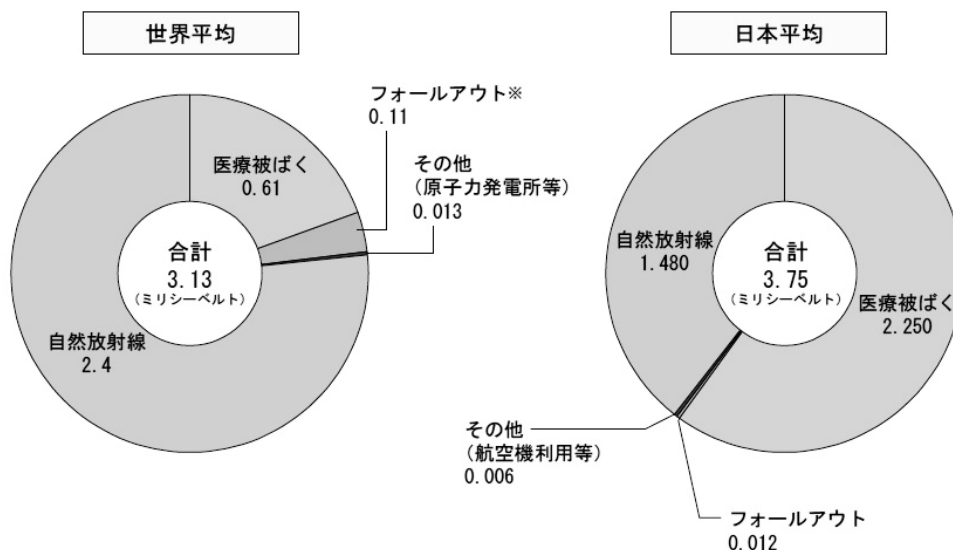 世界平均
フォールアウト※
0.11
医療被ばく
0.61
その他
（原子力発電所等）
0.013
合計
3.13
（ミリシーベルト）
自然放射線
2.4
日本平均
自然放射線
1.480
合計
3.75
（ミリシーベルト）
医療被ばく
2.250
その他
（航空機利用等）
0.006
フォールアウト
0.012